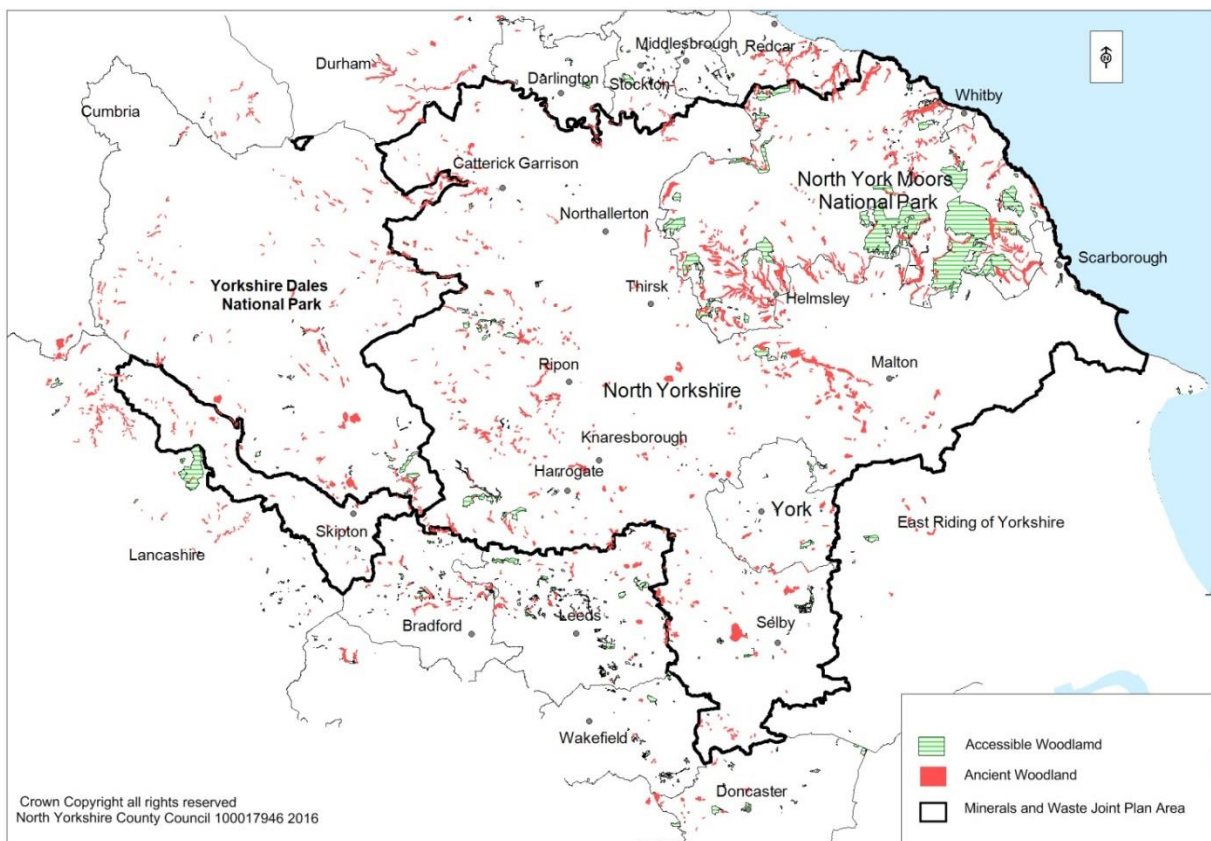 Middlesbrough
Redcar
Durham
Darlington
Stockton
Whitby
Cumbria
Catterick Garrison
North York Moors
National Park
Northallerton
Scarborough
Yorkshire Dales
National Park
Thirsk
Helmsley
Malton
Ripon
North Yorkshire
Knaresborough
Harrogate
York
East Riding of Yorkshire
Skipton
Lancashire
Leeds
Selby
Bradford
Wakefield
Doncaster
Accessible Woodlamd
Ancient Woodland
Minerals and Waste Joint Plan Area
Crown Copyright all rights reserved
North Yorkshire County Council 100017946 2016